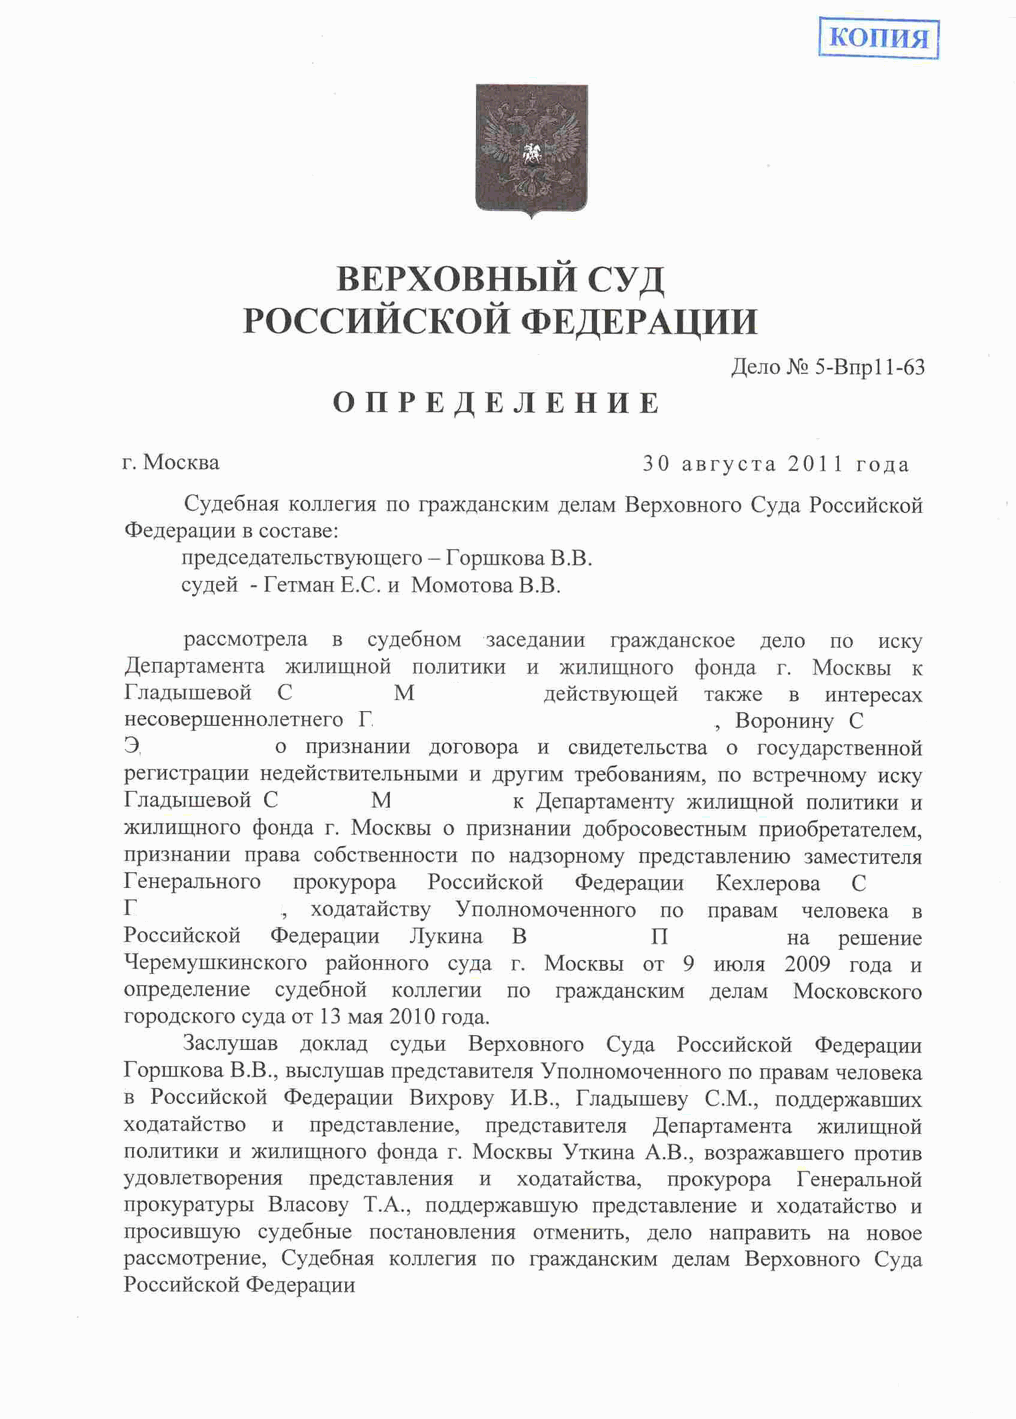 КОПИЯ
ВЕРХОВНЫЙ СУД
РОССИЙСКОЙ ФЕДЕРАЦИИ
Дело № 5-Впр11-63
ОПРЕДЕЛЕНИЕ
г. Москва 30 августа 2011 года
Судебная коллегия по гражданским делам Верховного Суда Российской
Федерации в составе:
председательствующего – Горшкова В.В.
судей - Гетман Е.С. и Момотова В.В.
рассмотрела в судебном заседании гражданское дело по иску
Департамента жилищной политики и жилищного фонда г. Москвы к
Гладышевой С М действующей также в интересах
несовершеннолетнего Г , Воронину С
Э о признании договора и свидетельства о государственной
регистрации недействительными и другим требованиям, по встречному иску
Гладышевой С М к Департаменту жилищной политики и
жилищного фонда г. Москвы о признании добросовестным приобретателем,
признании права собственности по надзорному представлению заместителя
Генерального прокурора Российской Федерации Кехлерова С
Г , ходатайству Уполномоченного по правам человека в
Российской Федерации Лукина В П на решение
Черемушкинского районного суда г. Москвы от 9 июля 2009 года и
определение судебной коллегии по гражданским делам Московского
городского суда от 13 мая 2010 года.
Заслушав доклад судьи Верховного Суда Российской Федерации
Горшкова В.В., выслушав представителя Уполномоченного по правам человека
в Российской Федерации Вихрову И.В., Гладышеву С.М., поддержавших
ходатайство и представление, представителя Департамента жилищной
политики и жилищного фонда г. Москвы Уткина А.В., возражавшего против
удовлетворения представления и ходатайства, прокурора Генеральной
прокуратуры Власову Т.А., поддержавшую представление и ходатайство и
просившую судебные постановления отменить, дело направить на новое
рассмотрение, Судебная коллегия по гражданским делам Верховного Суда
Российской Федерации